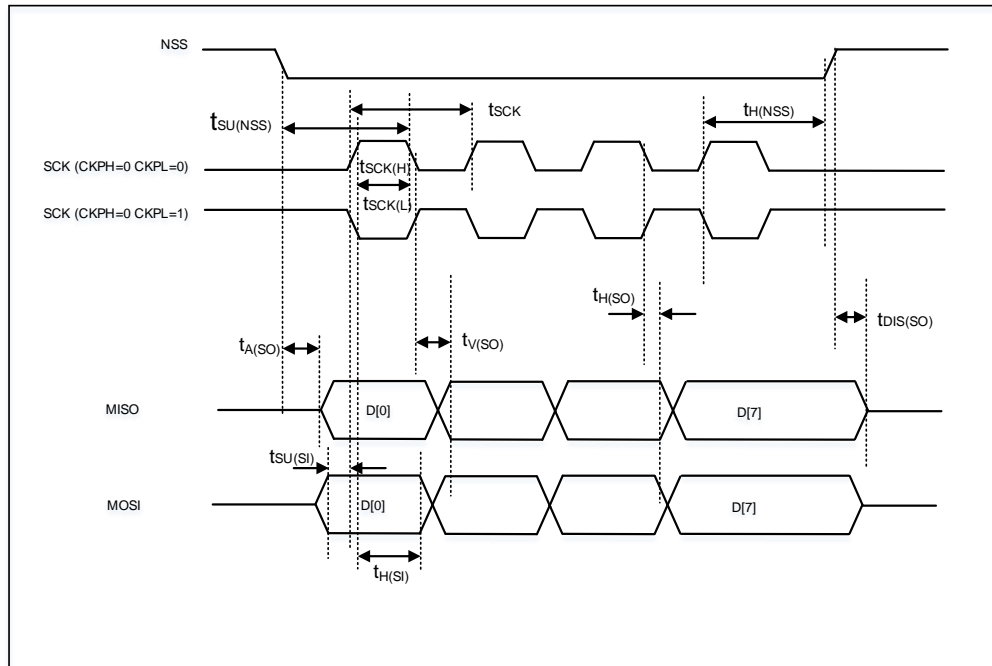 NSS
tSCK
tH(NSS)
tSU(NSS)
SCK (CKPH=0 CKPL=0)
tSCK(H)
tSCK(L)
SCK (CKPH=0 CKPL=1)
tH(SO)
tDIS(SO)
tA(SO)
tV(SO)
MISO
D[0]
D[7]
tSU(SI)
MOSI
D[0]
D[7]
tH(SI)